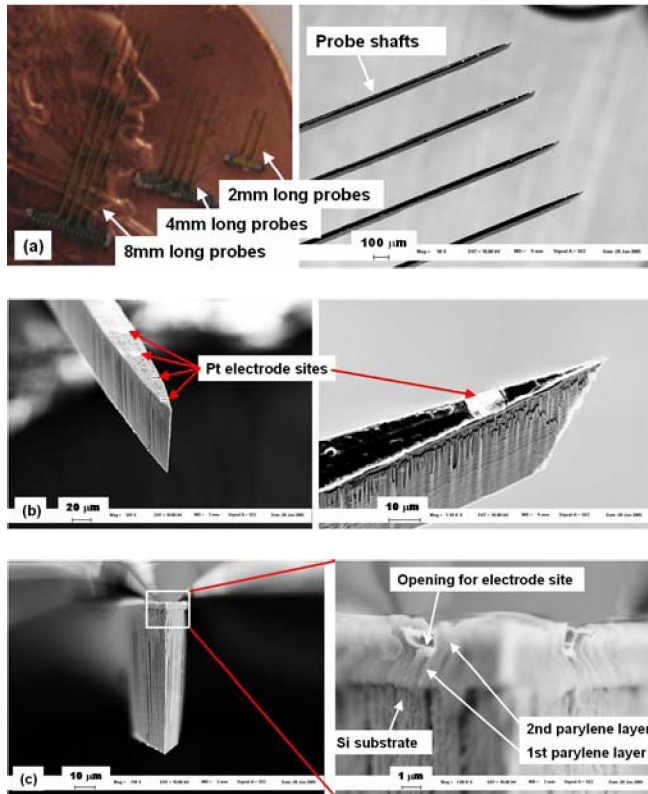 Probe shafts
2mm long probes
4mm long probes
8mm long probes
(a)
100 µm
Pt electrode sites
(b)
20 µm
10 µm
Opening for electrode site
2nd parylene layer
Si substrate
1st parylene layer
(c)
10 µm
1 µm